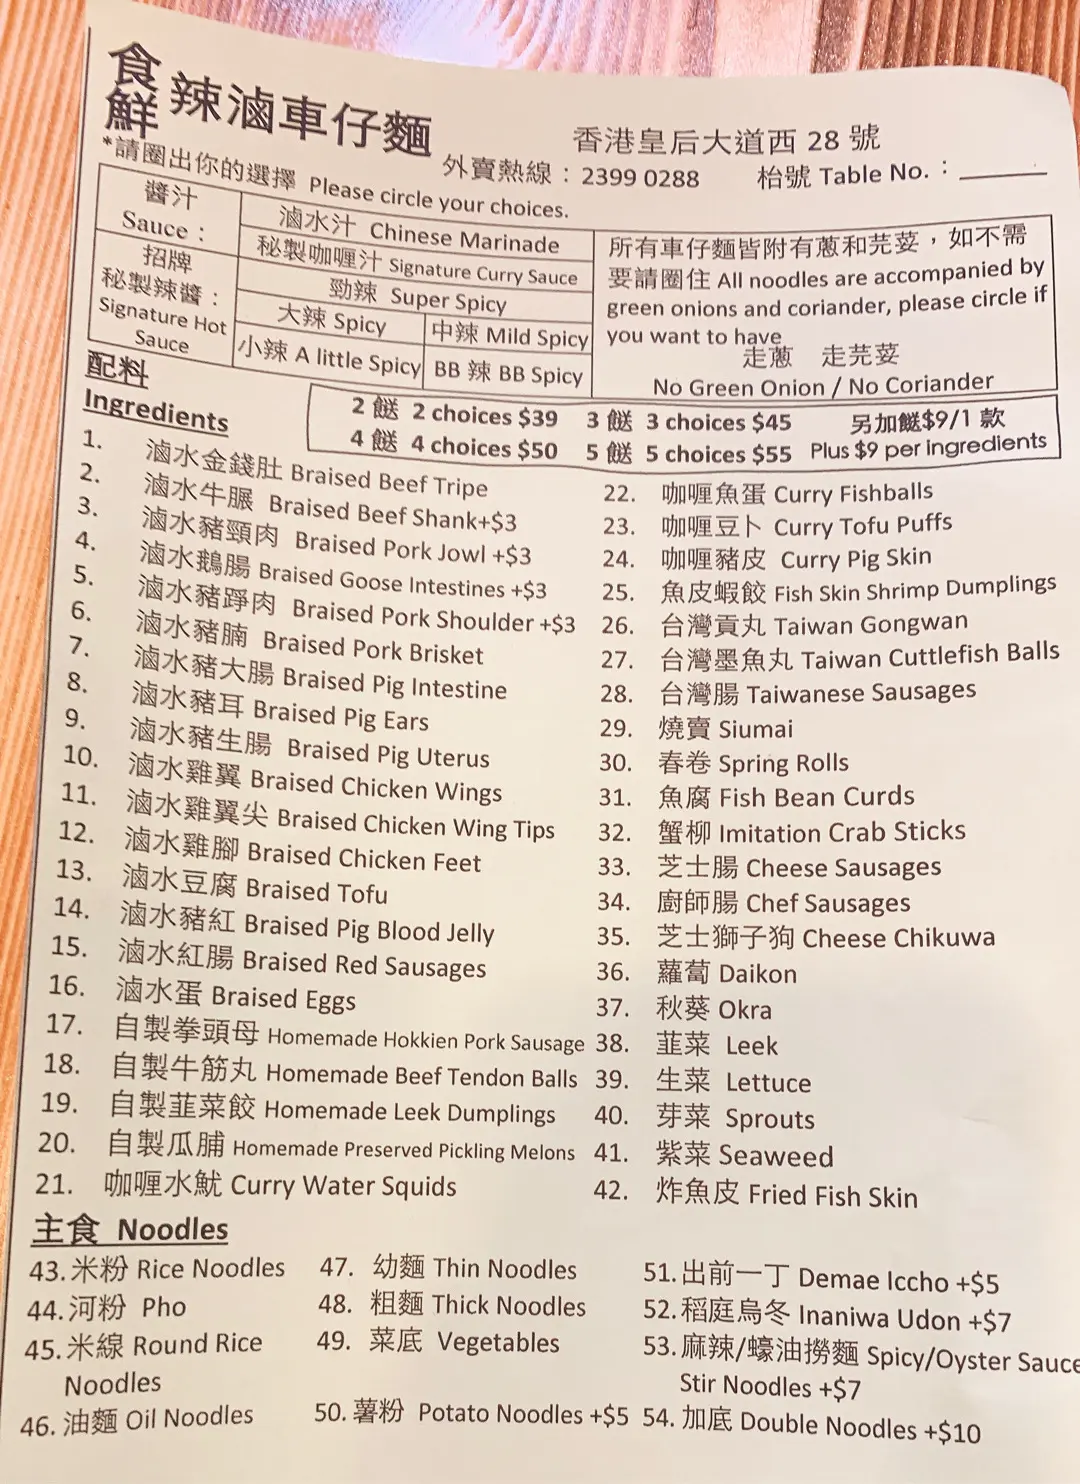 食鮮 辣滷車仔麵
香港皇后大道西 28 號
外賣熱線：2399 0288 枱號 Table No.：
*請圈出你的選擇 Please circle your choices.
醬汁
Sauce：
滷水汁 Chinese Marinade
秘製咖喱汁 Signature Curry Sauce
招牌
秘製辣醬：
Signature Hot
Sauce
勁辣 Super Spicy
大辣 Spicy 中辣 Mild Spicy
小辣 A little Spicy BB 辣 BB Spicy
所有車仔麵皆附有蔥和芫荽，如不需
要請圈住 All noodles are accompanied by
green onions and coriander, please circle if
you want to have
走蔥 走芫荽
No Green Onion / No Coriander
配料
Ingredients
2 餸 2 choices $39 3 餸 3 choices $45 另加餸$9/1 款
4 餸 4 choices $50 5 餸 5 choices $55 Plus $9 per ingredients
1. 滷水金錢肚 Braised Beef Tripe
2. 滷水牛𦟌 Braised Beef Shank+$3
3. 滷水豬頸肉 Braised Pork Jowl +$3
4. 滷水鵝腸 Braised Goose Intestines +$3
5. 滷水豬踭肉 Braised Pork Shoulder +$3
6. 滷水豬腩 Braised Pork Brisket
7. 滷水豬大腸 Braised Pig Intestine
8. 滷水豬耳 Braised Pig Ears
9. 滷水豬生腸 Braised Pig Uterus
10. 滷水雞翼 Braised Chicken Wings
11. 滷水雞翼尖 Braised Chicken Wing Tips
12. 滷水雞腳 Braised Chicken Feet
13. 滷水豆腐 Braised Tofu
14. 滷水豬紅 Braised Pig Blood Jelly
15. 滷水紅腸 Braised Red Sausages
16. 滷水蛋 Braised Eggs
17. 自製拳頭母 Homemade Hokkien Pork Sausage
18. 自製牛筋丸 Homemade Beef Tendon Balls
19. 自製韮菜餃 Homemade Leek Dumplings
20. 自製瓜脯 Homemade Preserved Pickling Melons
21. 咖喱水魷 Curry Water Squids
22. 咖喱魚蛋 Curry Fishballs
23. 咖喱豆卜 Curry Tofu Puffs
24. 咖喱豬皮 Curry Pig Skin
25. 魚皮蝦餃 Fish Skin Shrimp Dumplings
26. 台灣貢丸 Taiwan Gongwan
27. 台灣墨魚丸 Taiwan Cuttlefish Balls
28. 台灣腸 Taiwanese Sausages
29. 燒賣 Siumai
30. 春卷 Spring Rolls
31. 魚腐 Fish Bean Curds
32. 蟹柳 Imitation Crab Sticks
33. 芝士腸 Cheese Sausages
34. 廚師腸 Chef Sausages
35. 芝士獅子狗 Cheese Chikuwa
36. 蘿蔔 Daikon
37. 秋葵 Okra
38. 韮菜 Leek
39. 生菜 Lettuce
40. 芽菜 Sprouts
41. 紫菜 Seaweed
42. 炸魚皮 Fried Fish Skin
主食 Noodles
43. 米粉 Rice Noodles
44. 河粉 Pho
45. 米線 Round Rice
Noodles
46. 油麵 Oil Noodles
47. 幼麵 Thin Noodles
48. 粗麵 Thick Noodles
49. 菜底 Vegetables
50. 薯粉 Potato Noodles +$5
51. 出前一丁 Demae Iccho +$5
52. 稻庭烏冬 Inaniwa Udon +$7
53. 麻辣/蠔油撈麵 Spicy/Oyster Sauce
Stir Noodles +$7
54. 加底 Double Noodles +$10